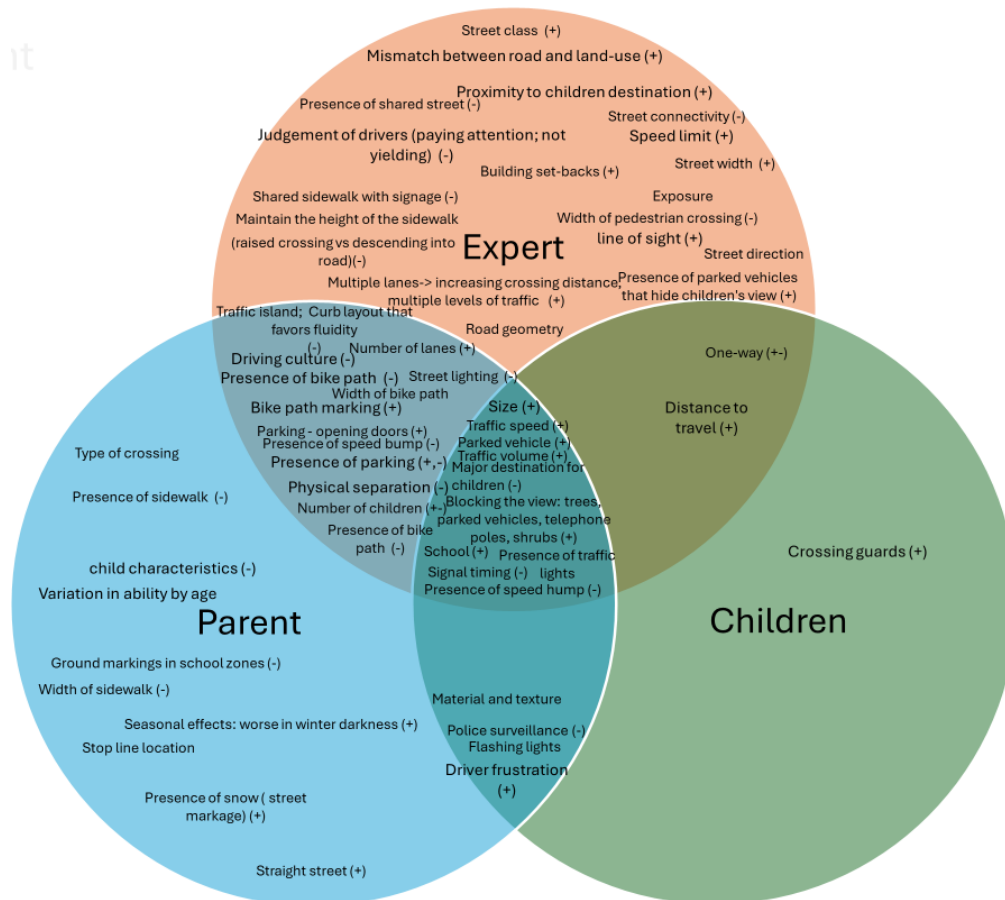 nt
Street class (+)
Mismatch between road and land-use (+)
Proximity to children destination (+)
Presence of shared street (-)
Street connectivity (-)
Judgement of drivers (paying attention; not
yielding) (-)
Speed limit (+)
Street width (+)
Building set-backs (+)
Shared sidewalk with signage (-)
Exposure
Maintain the height of the sidewalk
(raised crossing vs descending into
road)(-)
Width of pedestrian crossing (-)
line of sight (+)
Expert
Street direction
Multiple lanes-> increasing crossing distance,
multiple levels of traffic (+)
Presence of parked vehicles
that hide children's view (+)
Traffic island; Curb layout that
favors fluidity
(-)
Road geometry
Number of lanes (+)
Driving culture (-)
One-way (+-)
Presence of bike path (-)
Street lighting (-)
Width of bike path
Bike path marking (+)
Size (+)
Distance to
travel (+)
Parking - opening doors (+)
Traffic speed (+)
Presence of speed bump (-)
Parked vehicle (+)
Type of crossing
Traffic volume (+)
Presence of parking (+,-)
Major destination for
children (-)
Physical separation (-)
Presence of sidewalk (-)
Number of children (+-)
Blocking the view: trees,
parked vehicles, telephone
poles, shrubs (+)
Presence of bike
path (-)
School (+)
Presence of traffic
lights
Crossing guards (+)
Signal timing (-)
child characteristics (-)
Presence of speed hump (-)
Variation in ability by age
Parent
Children
Ground markings in school zones (-)
Width of sidewalk (-)
Material and texture
Seasonal effects: worse in winter darkness (+)
Police surveillance (-)
Stop line location
Flashing lights
Driver frustration
(+)
Presence of snow ( street
markage) (+)
Straight street (+)